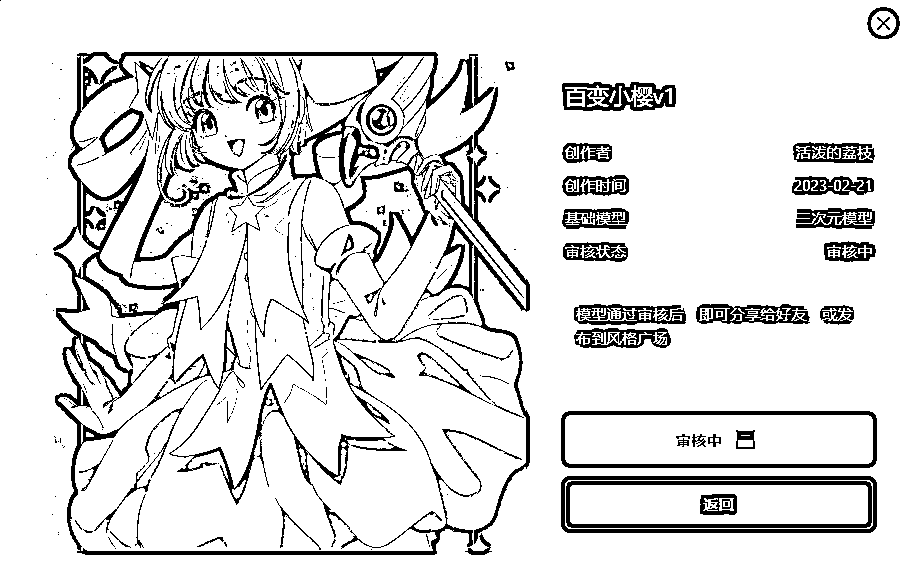 百变小樱v1
创作者 活泼的荔枝
创作时间 2023-02-21
基础模型 二次元模型
审核状态 审核中
模型通过审核后 即可分享给好友 或发
布到风格广场
审核中
返回